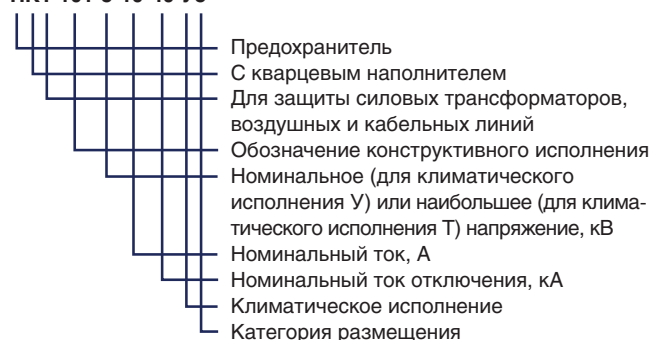 Предохранитель
С кварцевым наполнителем
Для защиты силовых трансформаторов,
воздушных и кабельных линий
Обозначение конструктивного исполнения
Номинальное (для климатического
исполнения У) или наибольшее (для клима-
тического исполнения Т) напряжение, кВ
Номинальный ток, А
Номинальный ток отключения, кА
Климатическое исполнение
Категория размещения